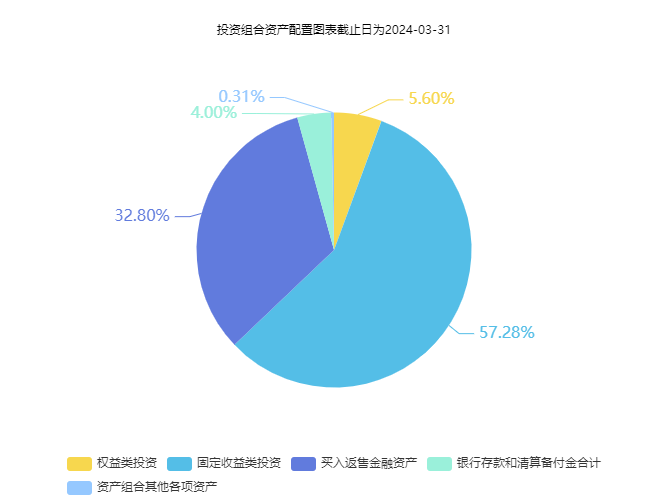 投资组合资产配置图表截止日为2024-03-31
0.31%
5.60%
4.00%
32.80%
57.28%
权益类投资 固定收益类投资 买入返售金融资产 银行存款和清算备付金合计
资产组合其他各项资产